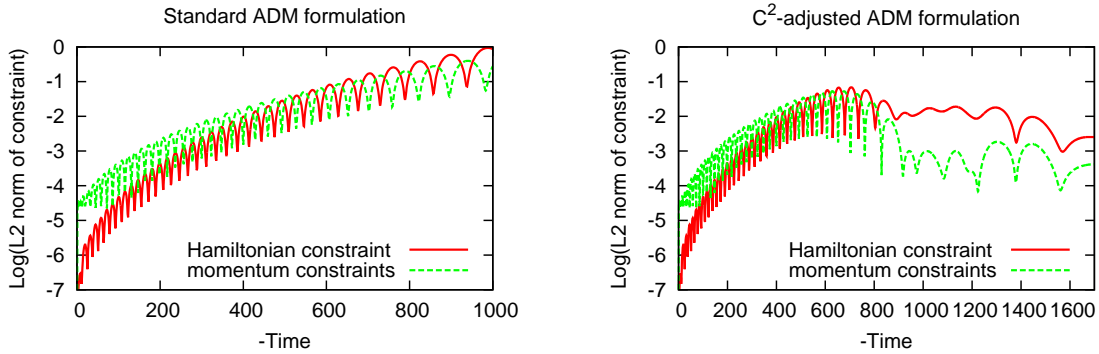 Standard ADM formulation
Log(L2 norm of constraint)
0
-1
-2
-3
-4
-5
-6
-7
Hamiltonian constraint
momentum constraints
0 200 400 600 800 1000
-Time
C²-adjusted ADM formulation
Log(L2 norm of constraint)
0
-1
-2
-3
-4
-5
-6
-7
Hamiltonian constraint
momentum constraints
0 200 400 600 800 1000 1200 1400 1600
-Time